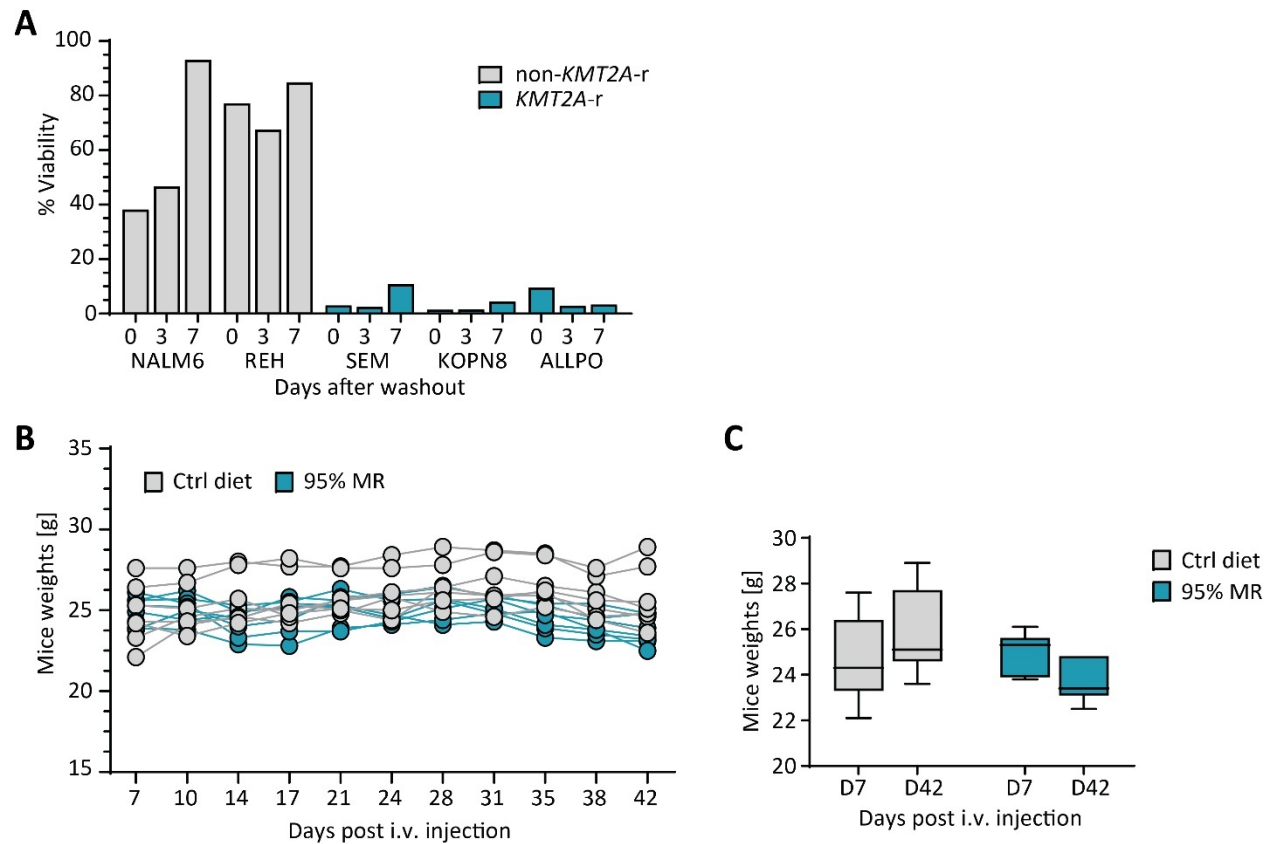 A
100
80
60
40
20
0
% Viability
non-KMT2A-r
KMT2A-r
0 3 7 0 3 7 0 3 7 0 3 7 0 3 7
NALM6 REH SEM KOPN8 ALLPO
Days after washout
B
35
30
25
20
15
Mice weights [g]
Ctrl diet 95% MR
7 10 14 17 21 24 28 31 35 38 42
Days post i.v. injection
C
30
28
26
24
22
20
Mice weights [g]
Ctrl diet
95% MR
D7 D42 D7 D42
Days post i.v. injection